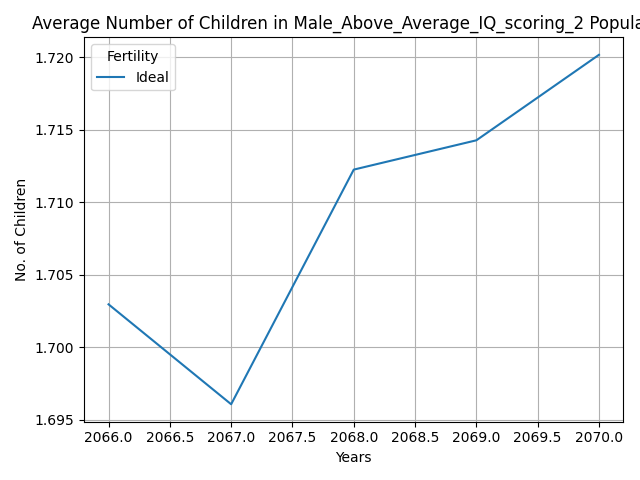 Average Number of Children in Male_Above_Average_IQ_scoring_2 Popula
Fertility
Ideal
1.720
1.715
1.710
1.705
1.700
1.695
No. of Children
2066.0 2066.5 2067.0 2067.5 2068.0 2068.5 2069.0 2069.5 2070.0
Years